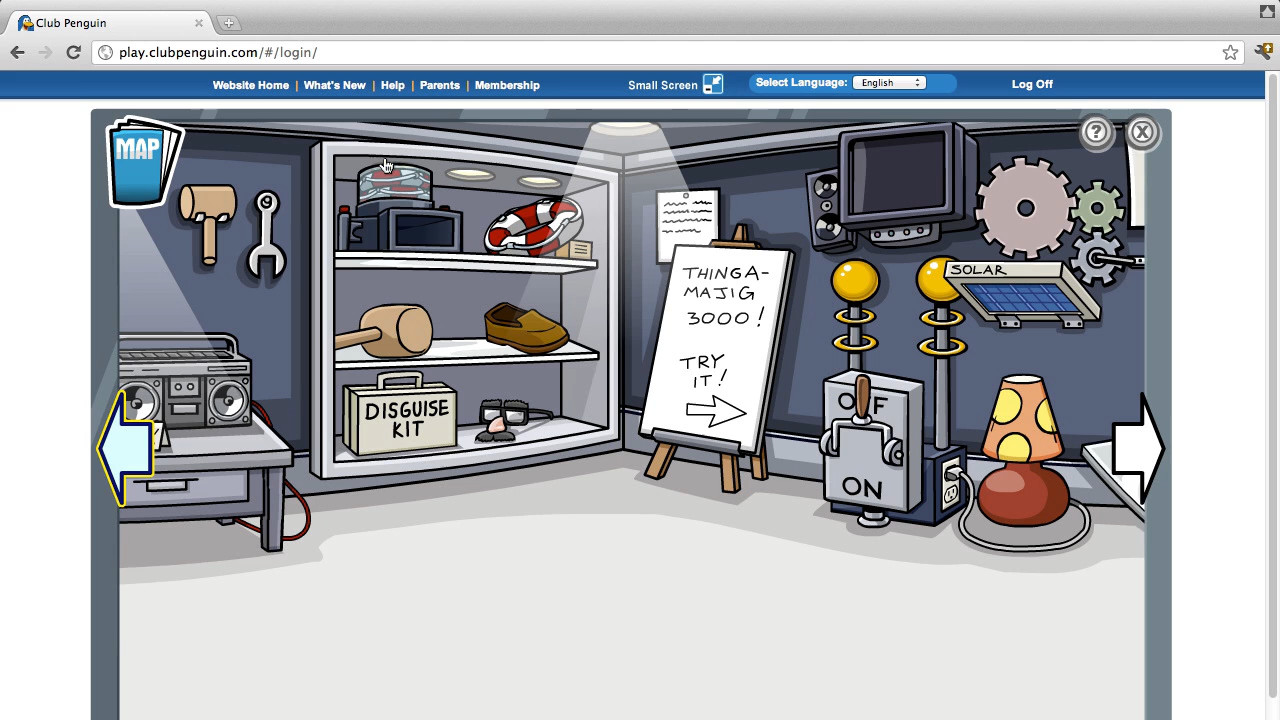 Club Penguin
play.clubpenguin.com/#/login/
Website Home | What's New | Help | Parents | Membership
Small Screen
Select Language: English
Log Off
MAP
?
X
THINGA-
MAJIG
3000!
TRY
IT!
SOLAR
OFF
ON
DISGUISE
KIT